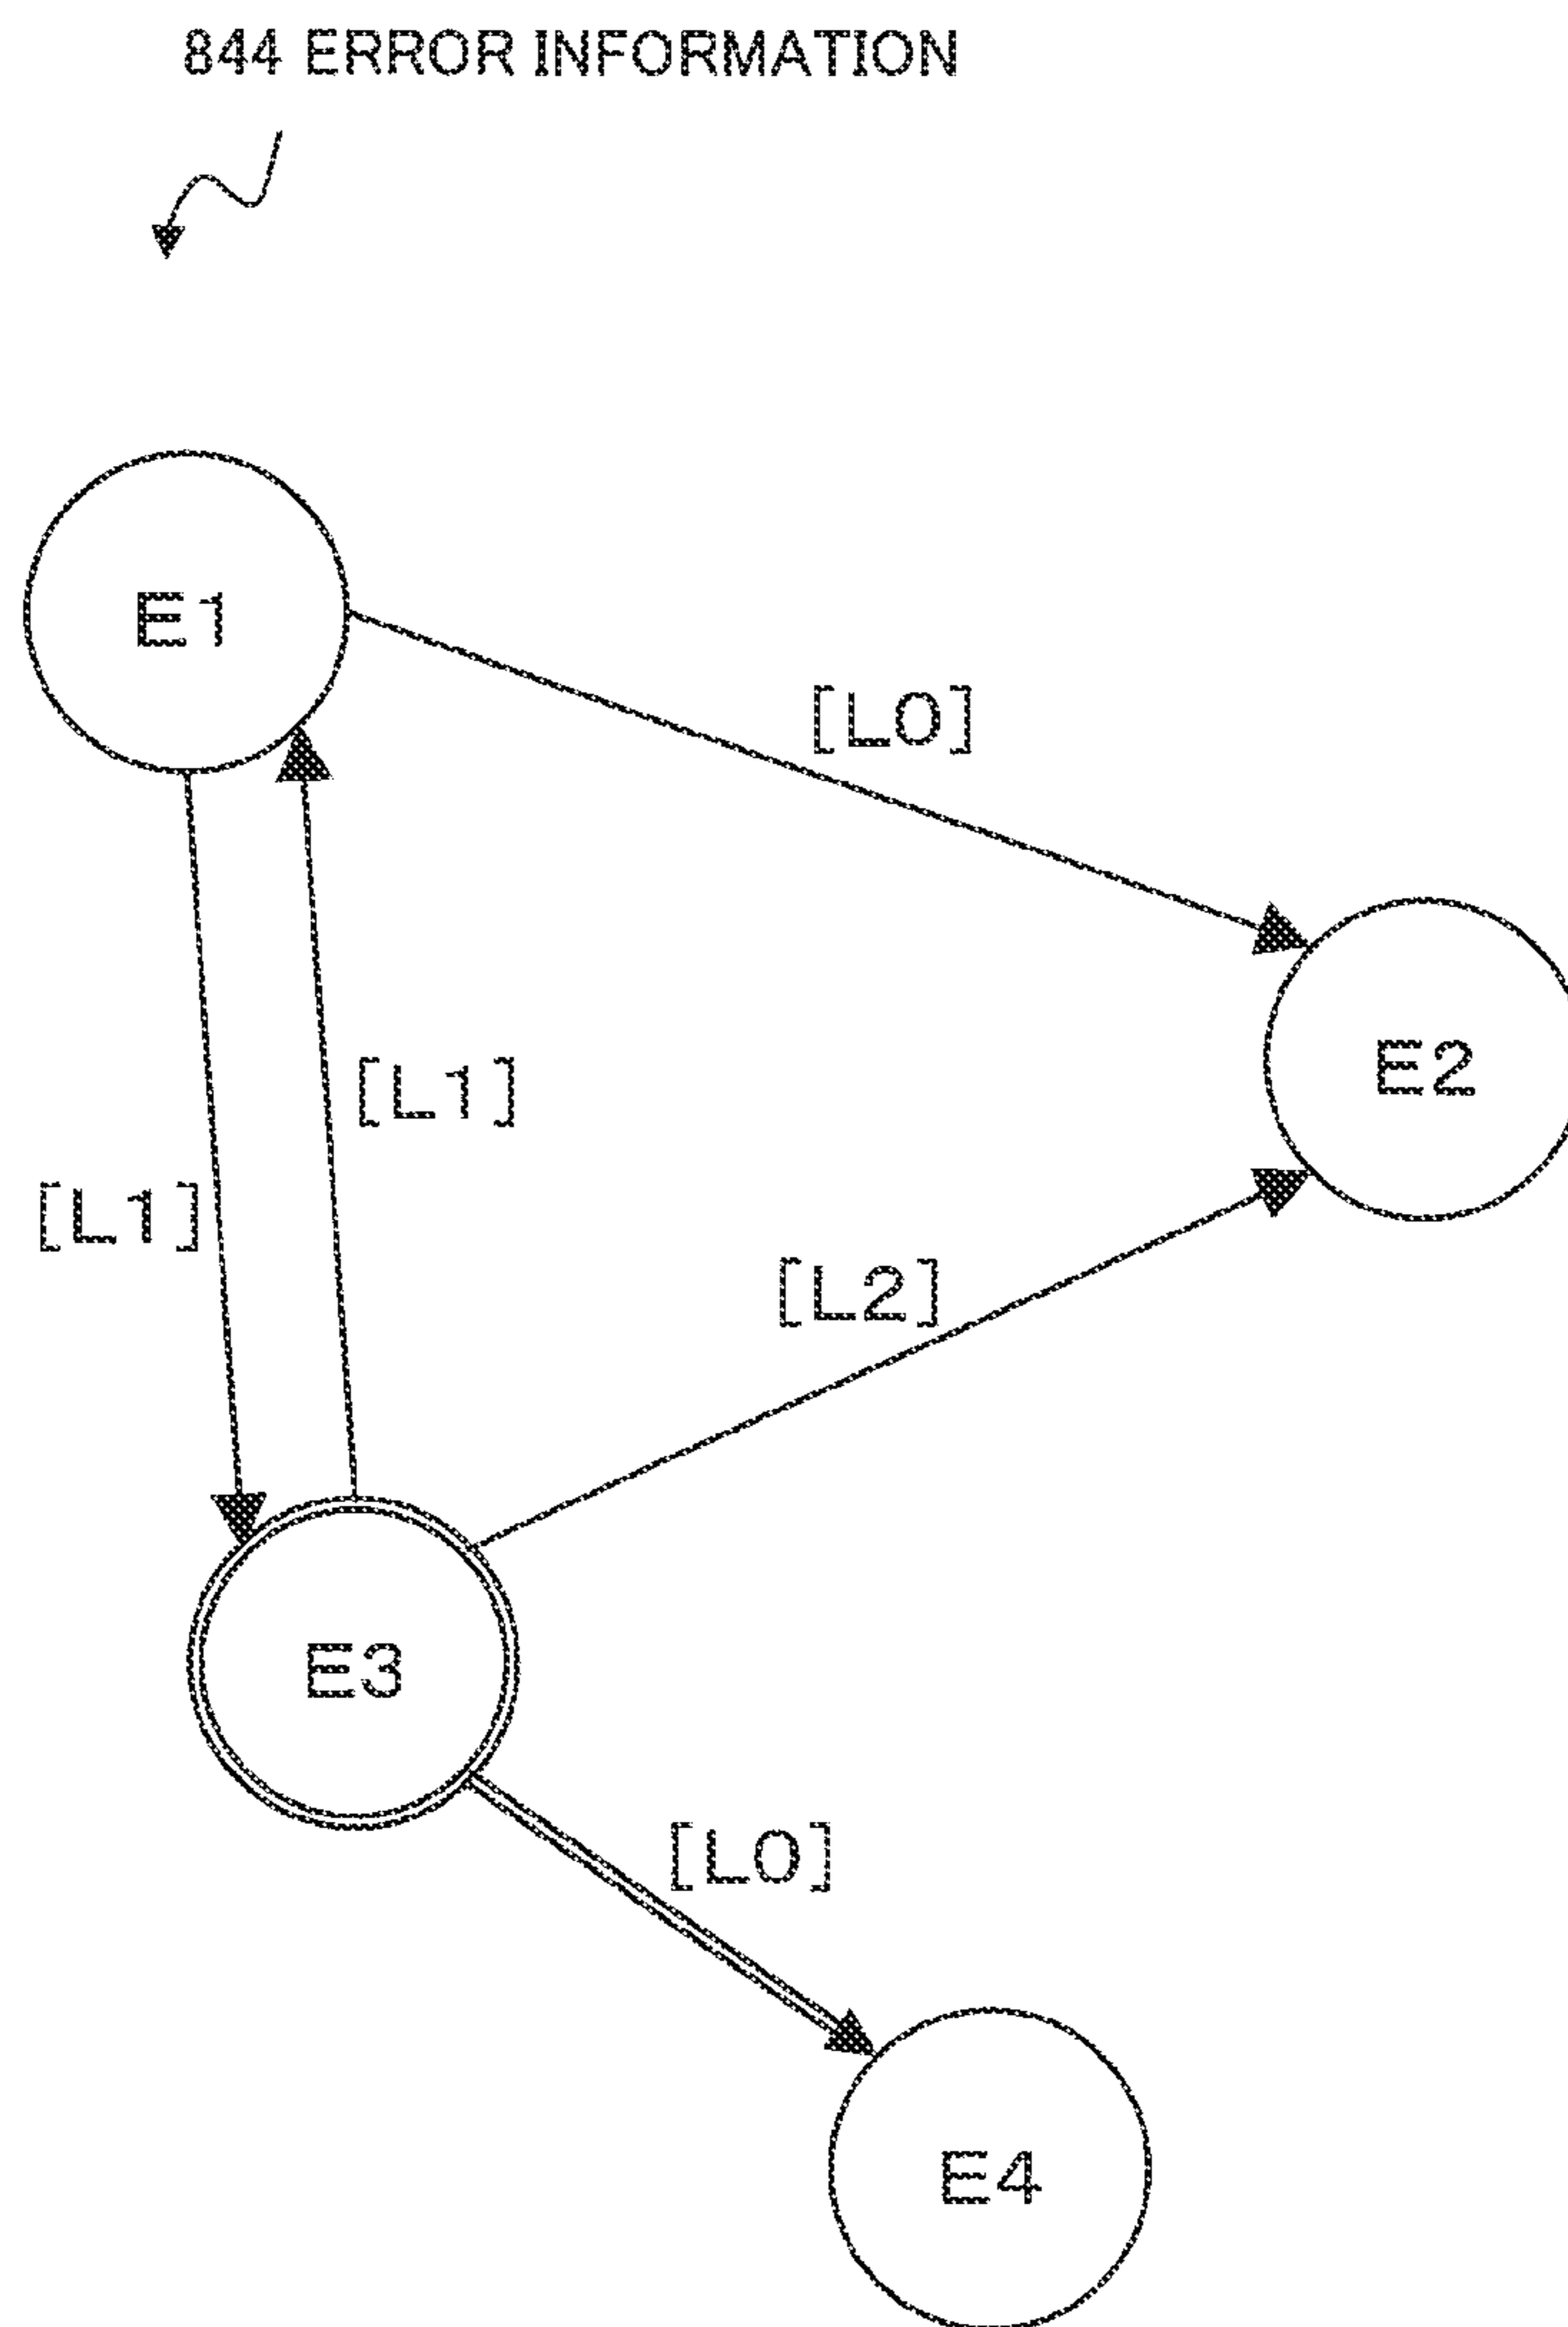 844 ERROR INFORMATION
E1
[L0]
E2
[L1]
[L1]
[L2]
E3
[L0]
E4